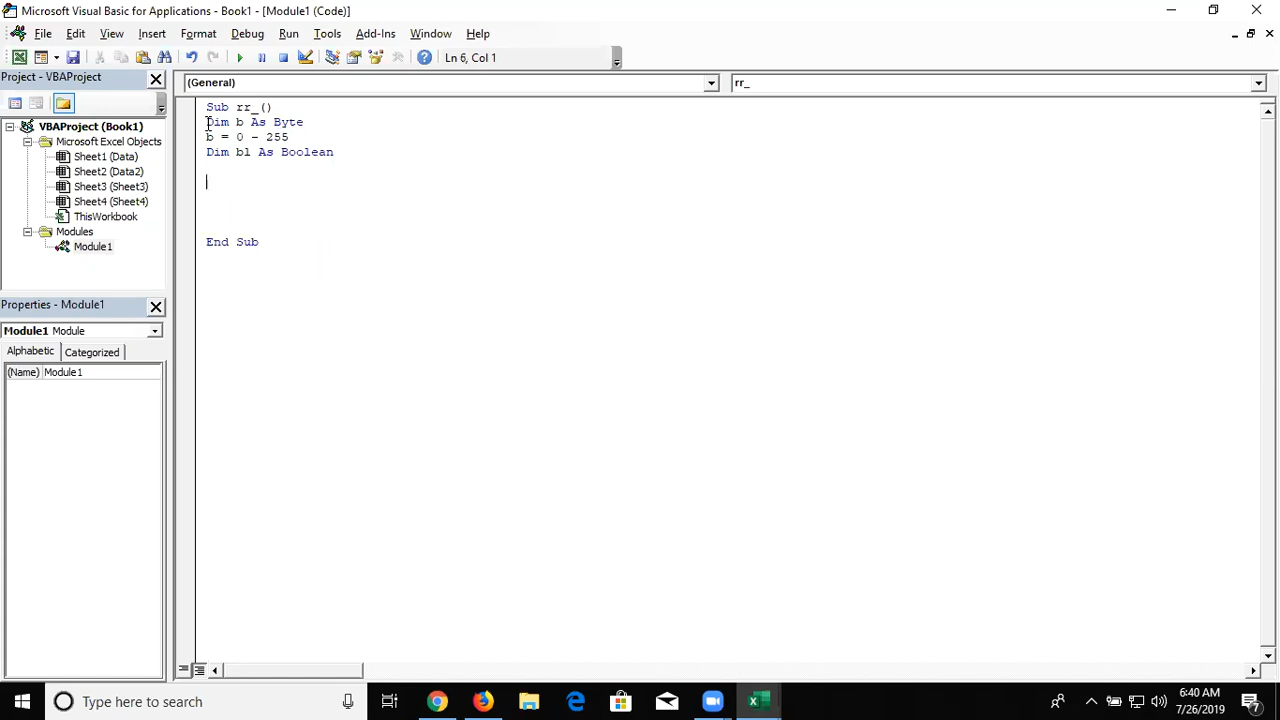 Microsoft Visual Basic for Applications - Book1 - [Module1 (Code)]
File Edit View Insert Format Debug Run Tools Add-Ins Window Help
Ln 6, Col 1
Project - VBAProject
(General)
rr_
VBAProject (Book1)
Microsoft Excel Objects
Sheet1 (Data)
Sheet2 (Data2)
Sheet3 (Sheet3)
Sheet4 (Sheet4)
ThisWorkbook
Modules
Module1
Sub rr_()
Dim b As Byte
b = 0 - 255
Dim bl As Boolean
End Sub
Properties - Module1
Module1 Module
Alphabetic Categorized
(Name) Module1
Type here to search
6:40 AM
7/26/2019
7